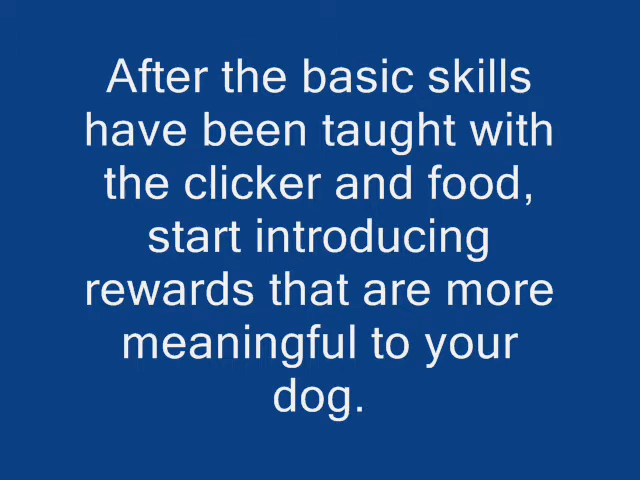 After the basic skills
have been taught with
the clicker and food,
start introducing
rewards that are more
meaningful to your
dog.